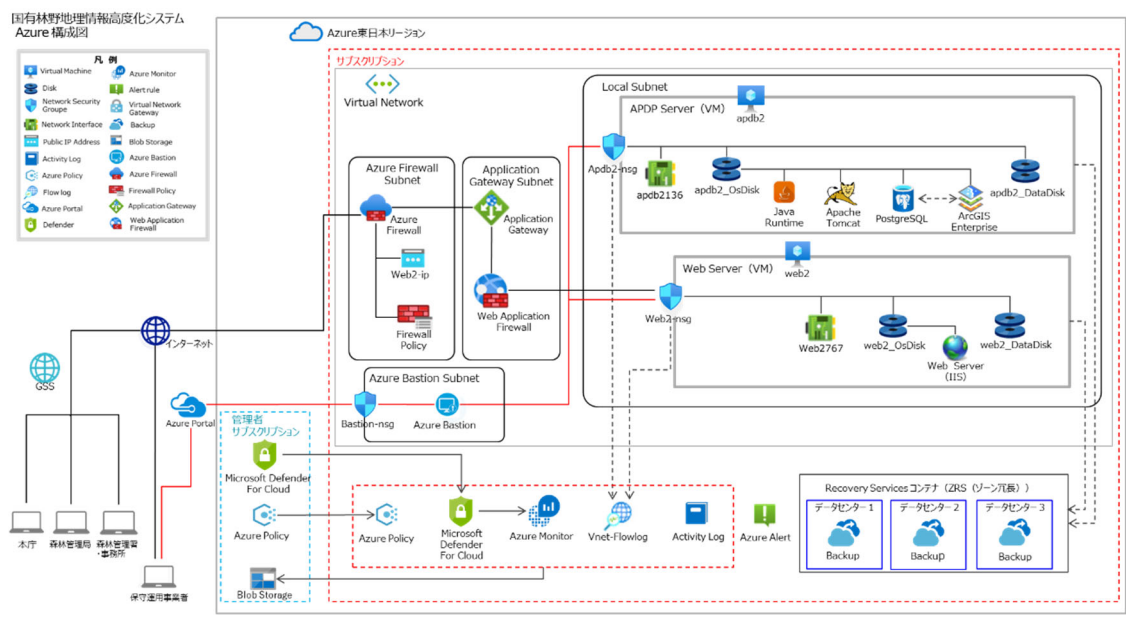 国有林野地理情報高度化システム
Azure 構成図
凡 例
Virtual Machine
Azure Monitor
Disk
Alert rule
Network Security
Groupe
Virtual Network
Gateway
Network Interface
Backup
Public IP Address
Blob Storage
Activity Log
Azure Bastion
Azure Policy
Azure Firewall
Flow log
Firewall Policy
Azure Portal
Application Gateway
Defender
Web Application
Firewall
Azure東日本リージョン
サブスクリプション
Virtual Network
Local Subnet
APDP Server（VM）
apdb2
Apdb2-nsg
apdb2136
apdb2_OsDisk
Java
Runtime
Apache
Tomcat
PostgreSQL
ArcGIS
Enterprise
apdb2_DataDisk
Azure Firewall
Subnet
Azure
Firewall
Web2-ip
Firewall
Policy
Application
Gateway Subnet
Application
Gateway
Web Application
Firewall
Web Server（VM）
web2
Web2-nsg
Web2767
web2_OsDisk
Web Server
（IIS）
web2_DataDisk
インターネット
GSS
Azure Portal
Azure Bastion Subnet
Bastion-nsg
Azure Bastion
本庁
森林管理局
森林管理署
・事務所
保守運用事業者
管理者
サブスクリプション
Microsoft Defender
For Cloud
Azure Policy
Blob Storage
Azure Policy
Microsoft
Defender
For Cloud
Azure Monitor
Vnet-Flowlog
Activity Log
Azure Alert
Recovery Servicesコンテナ（ZRS（ゾーン冗長））
データセンター1
Backup
データセンター2
Backup
データセンター3
Backup